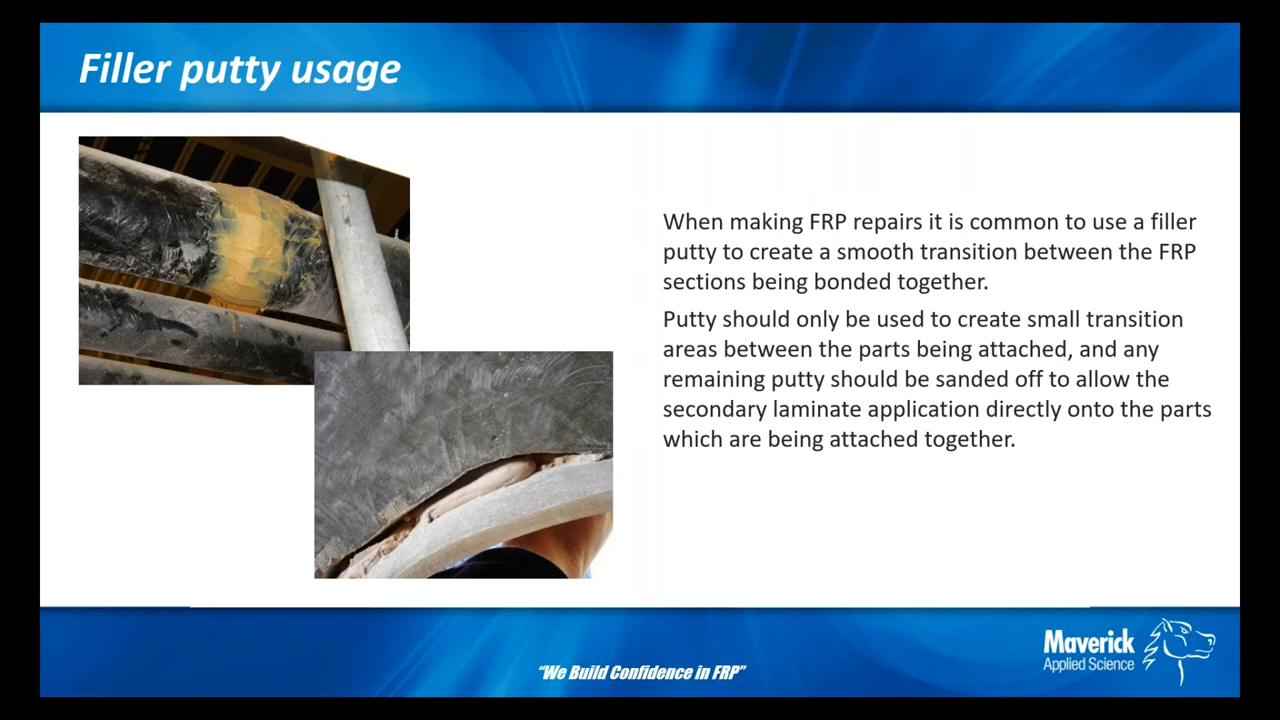 Filler putty usage
When making FRP repairs it is common to use a filler
putty to create a smooth transition between the FRP
sections being bonded together.
Putty should only be used to create small transition
areas between the parts being attached, and any
remaining putty should be sanded off to allow the
secondary laminate application directly onto the parts
which are being attached together.
“We Build Confidence in FRP”
Maverick
Applied Science